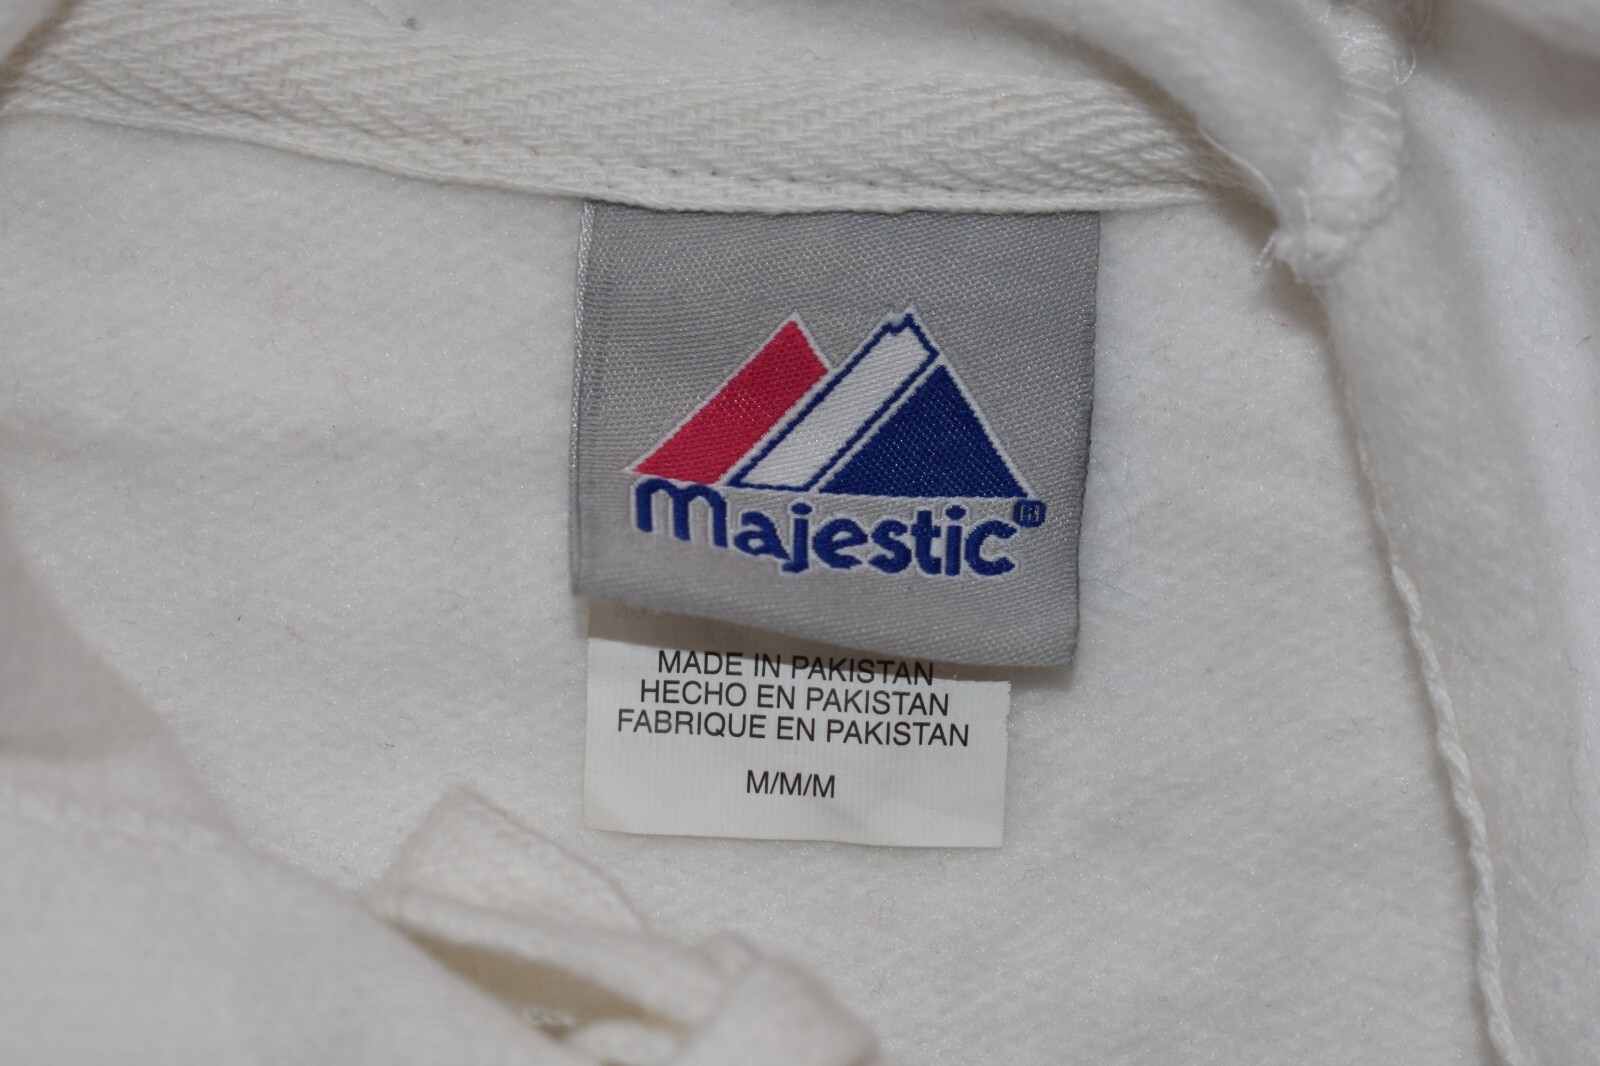 majestic®
MADE IN PAKISTAN
HECHO EN PAKISTAN
FABRIQUE EN PAKISTAN
M/M/M